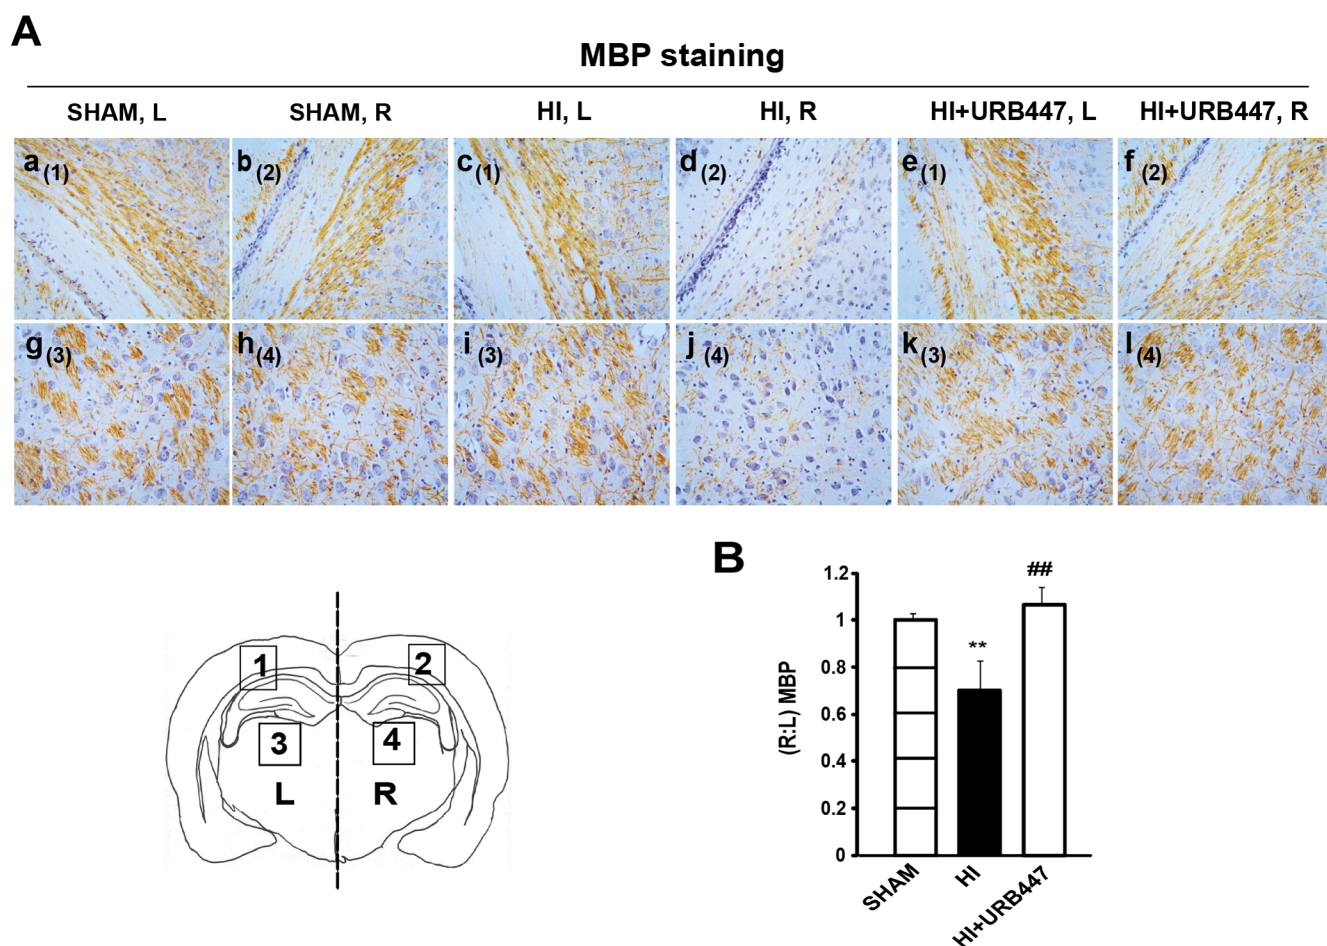 A
MBP staining
SHAM, L
SHAM, R
HI, L
HI, R
HI+URB447, L
HI+URB447, R
a(1)
b(2)
c(1)
d(2)
e(1)
f(2)
g(3)
h(4)
i(3)
j(4)
k(3)
l(4)
1
2
3
4
L
R
B
(R:L) MBP
1.2
1
0.8
0.6
0.4
0.2
0
**
##
SHAM
HI
HI+URB447